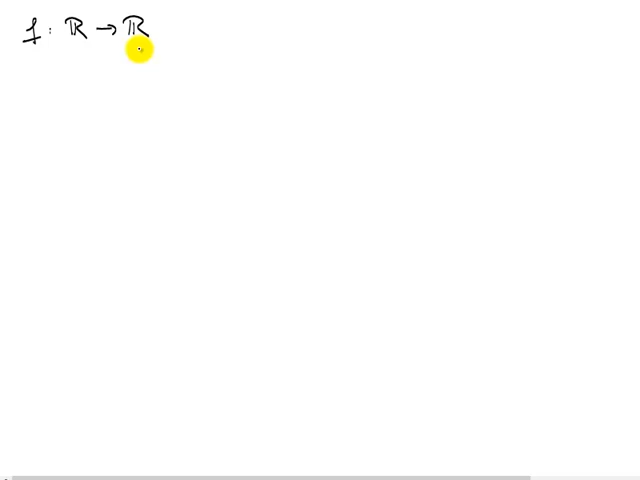 f : ℝ → ℝ